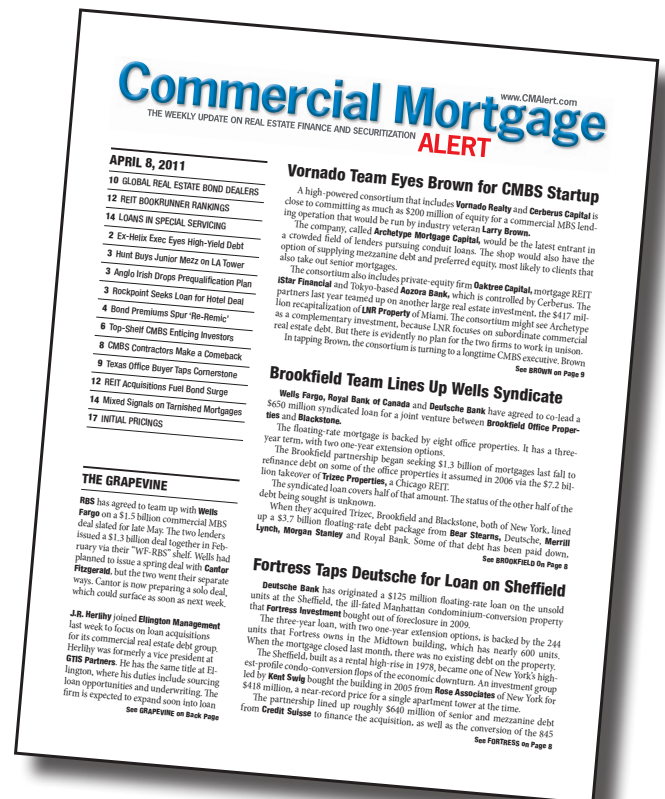 Commercial Mortgage
www.CMAlert.com
THE WEEKLY UPDATE ON REAL ESTATE FINANCE AND SECURITIZATION
ALERT
APRIL 8, 2011
10 GLOBAL REAL ESTATE BOND DEALERS
12 REIT BOOKRUNNER RANKINGS
14 LOANS IN SPECIAL SERVICING
2 Ex-Helix Exec Eyes High-Yield Debt
3 Hunt Buys Junior Mezz on LA Tower
3 Anglo Irish Drops Prequalification Plan
3 Rockpoint Seeks Loan for Hotel Deal
4 Bond Premiums Spur 'Re-Remic'
6 Top-Shelf CMBS Enticing Investors
8 CMBS Contractors Make a Comeback
9 Texas Office Buyer Taps Cornerstone
12 REIT Acquisitions Fuel Bond Surge
14 Mixed Signals on Tarnished Mortgages
17 INITIAL PRICINGS
THE GRAPEVINE
RBS has agreed to team up with Wells
Fargo on a $1.5 billion commercial MBS
deal slated for late May. The two lenders
issued a $1.3 billion deal together in Feb-
ruary via their "WF-RBS" shelf. Wells had
planned to issue a spring deal with Cantor
Fitzgerald, but the two went their separate
ways. Cantor is now preparing a solo deal,
which could surface as soon as next week.
J.R. Herlihy joined Ellington Management
last week to focus on loan acquisitions
for its commercial real estate debt group.
Herlihy was formerly a vice president at
GTIS Partners. He has the same title at El-
lington, where his duties include sourcing
loan opportunities and underwriting. The
firm is expected to expand soon into loan
See GRAPEVINE on Back Page
Vornado Team Eyes Brown for CMBS Startup
A high-powered consortium that includes Vornado Realty and Cerberus Capital is
close to committing as much as $200 million of equity for a commercial MBS lend-
ing operation that would be run by industry veteran Larry Brown.
The company, called Archetype Mortgage Capital, would be the latest entrant in
a crowded field of lenders pursuing conduit loans. The shop would also have the
option of supplying mezzanine debt and preferred equity, most likely to clients that
also take out senior mortgages.
The consortium also includes private-equity firm Oaktree Capital, mortgage REIT
iStar Financial and Tokyo-based Aozora Bank, which is controlled by Cerberus. The
partners last year teamed up on another large real estate investment, the $417 mil-
lion recapitalization of LNR Property of Miami. The consortium might see Archetype
as a complementary investment, because LNR focuses on subordinate commercial
real estate debt. But there is evidently no plan for the two firms to work in unison.
In tapping Brown, the consortium is turning to a longtime CMBS executive. Brown
See BROWN on Page 9
Brookfield Team Lines Up Wells Syndicate
Wells Fargo, Royal Bank of Canada and Deutsche Bank have agreed to co-lead a
$650 million syndicated loan for a joint venture between Brookfield Office Proper-
ties and Blackstone.
The floating-rate mortgage is backed by eight office properties. It has a three-
year term, with two one-year extension options.
The Brookfield partnership began seeking $1.3 billion of mortgages last fall to
refinance debt on some of the office properties it assumed in 2006 via the $7.2 bil-
lion takeover of Trizec Properties, a Chicago REIT.
The syndicated loan covers half of that amount. The status of the other half of the
debt being sought is unknown.
When they acquired Trizec, Brookfield and Blackstone, both of New York, lined
up a $3.7 billion floating-rate debt package from Bear Stearns, Deutsche, Merrill
Lynch, Morgan Stanley and Royal Bank. Some of that debt has been paid down,
See BROOKFIELD On Page 8
Fortress Taps Deutsche for Loan on Sheffield
Deutsche Bank has originated a $125 million floating-rate loan on the unsold
units at the Sheffield, the ill-fated Manhattan condominium-conversion property
that Fortress Investment bought out of foreclosure in 2009.
The three-year loan, with two one-year extension options, is backed by the 244
units that Fortress owns in the Midtown building, which has nearly 600 units.
When the mortgage closed last month, there was no existing debt on the property.
The Sheffield, built as a rental high-rise in 1978, became one of New York's high-
est-profile condo-conversion flops of the economic downturn. An investment group
led by Kent Swig bought the building in 2005 from Rose Associates of New York for
$418 million, a near-record price for a single apartment tower at the time.
The partnership lined up roughly $640 million of senior and mezzanine debt
from Credit Suisse to finance the acquisition, as well as the conversion of the 845
See FORTRESS on Page 8